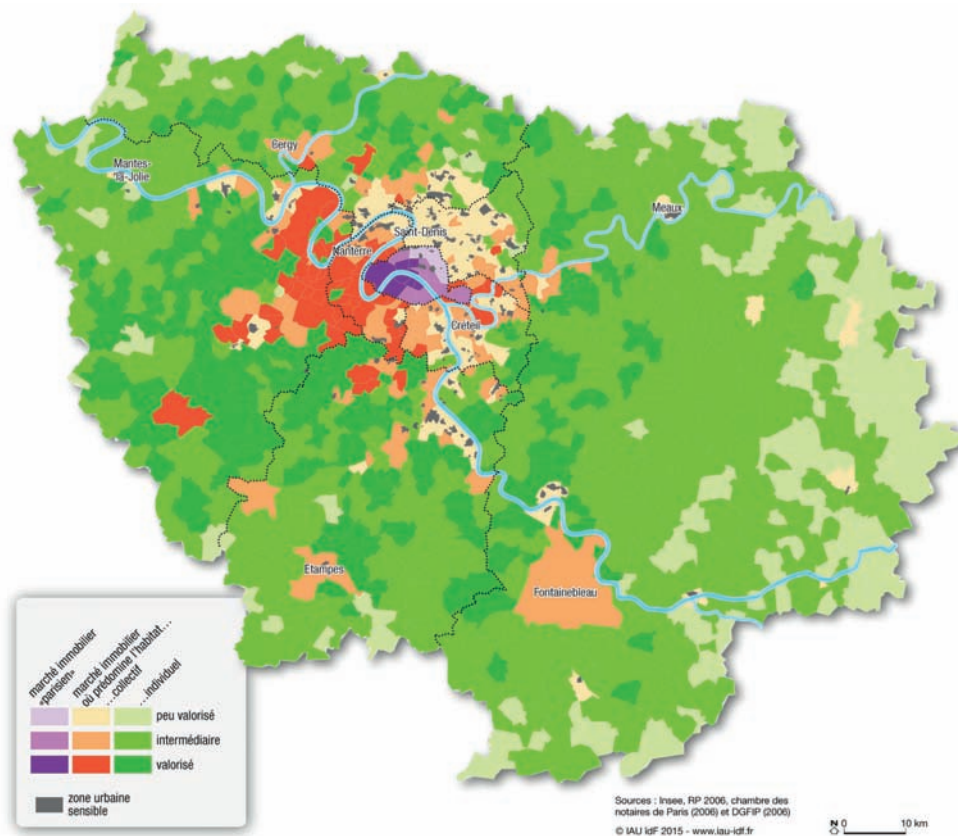 Cergy
Mantes-
la-Jolie
Meaux
Saint-Denis
Nanterre
Créteil
Etampes
Fontainebleau
marché immobilier
«parisien»
marché immobilier
où prédomine l'habitat…
…collectif
…individuel
peu valorisé
intermédiaire
valorisé
zone urbaine
sensible
Sources : Insee, RP 2006, chambre des
notaires de Paris (2006) et DGFIP (2006)
© IAU îdF 2015 - www.iau-idf.fr
N 0 10 km